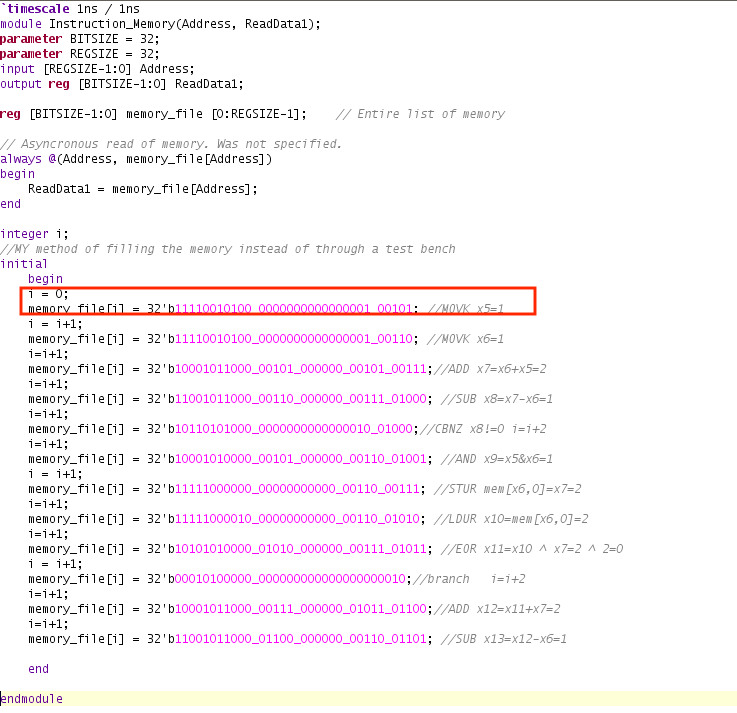 `timescale 1ns / 1ns
module Instruction_Memory(Address, ReadData1);
parameter BITSIZE = 32;
parameter REGSIZE = 32;
input [REGSIZE-1:0] Address;
output reg [BITSIZE-1:0] ReadData1;
reg [BITSIZE-1:0] memory_file [0:REGSIZE-1];    // Entire list of memory
// Asyncronous read of memory. Was not specified.
always @(Address, memory_file[Address])
begin
    ReadData1 = memory_file[Address];
end
integer i;
//MY method of filling the memory instead of through a test bench
initial
    begin
    i = 0;
    memory_file[i] = 32'b11110010100_0000000000000001_00101; //MOVK x5=1
    i = i+1;
    memory_file[i] = 32'b11110010100_0000000000000001_00110; //MOVK x6=1
    i=i+1;
    memory_file[i] = 32'b10001011000_00101_000000_00101_00111;//ADD x7=x6+x5=2
    i=i+1;
    memory_file[i] = 32'b11001011000_00110_000000_00111_01000; //SUB x8=x7-x6=1
    i=i+1;
    memory_file[i] = 32'b10110101000_0000000000000010_01000;//CBNZ x8!=0 i=i+2
    i=i+1;
    memory_file[i] = 32'b10001010000_00101_000000_00110_01001; //AND x9=x5&x6=1
    i = i+1;
    memory_file[i] = 32'b11111000000_00000000000_00110_00111; //STUR mem[x6,0]=x7=2
    i=i+1;
    memory_file[i] = 32'b11111000010_00000000000_00110_01010; //LDUR x10=mem[x6,0]=2
    i=i+1;
    memory_file[i] = 32'b10101010000_01010_000000_00111_01011; //EOR x11=x10 ^ x7=2 ^ 2=0
    i = i+1;
    memory_file[i] = 32'b00010100000_000000000000000000010;//branch   i=i+2
    i=i+1;
    memory_file[i] = 32'b10001011000_00111_000000_01011_01100;//ADD x12=x11+x7=2
    i=i+1;
    memory_file[i] = 32'b11001011000_01100_000000_00110_01101; //SUB x13=x12-x6=1
    end
endmodule